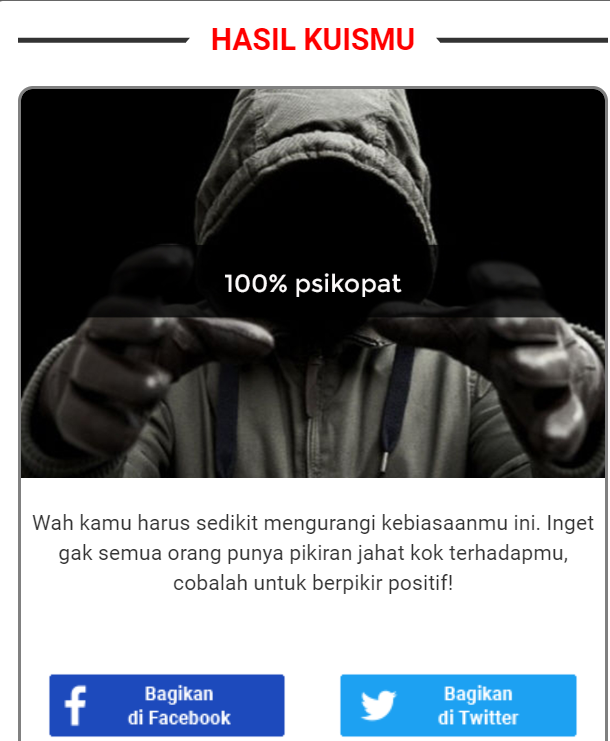 HASIL KUISMU
100% psikopat
Wah kamu harus sedikit mengurangi kebiasaanmu ini. Inget
gak semua orang punya pikiran jahat kok terhadapmu,
cobalah untuk berpikir positif!
Bagikan
di Facebook
Bagikan
di Twitter